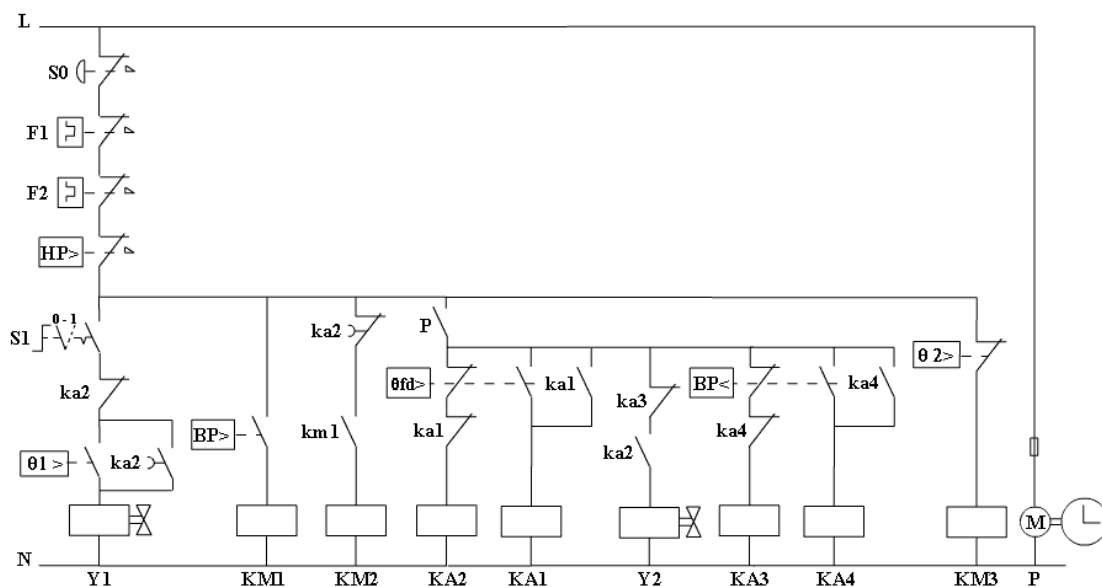 L
S0
F1
F2
HP>
0 - 1
S1
ka2
P
θ 2>
ka2
θfd>
ka1
BP<
ka4
ka3
BP>
km1
ka1
ka2
ka4
θ1 >
ka2
M
N
Y1 KM1 KM2 KA2 KA1 Y2 KA3 KA4 KM3 P